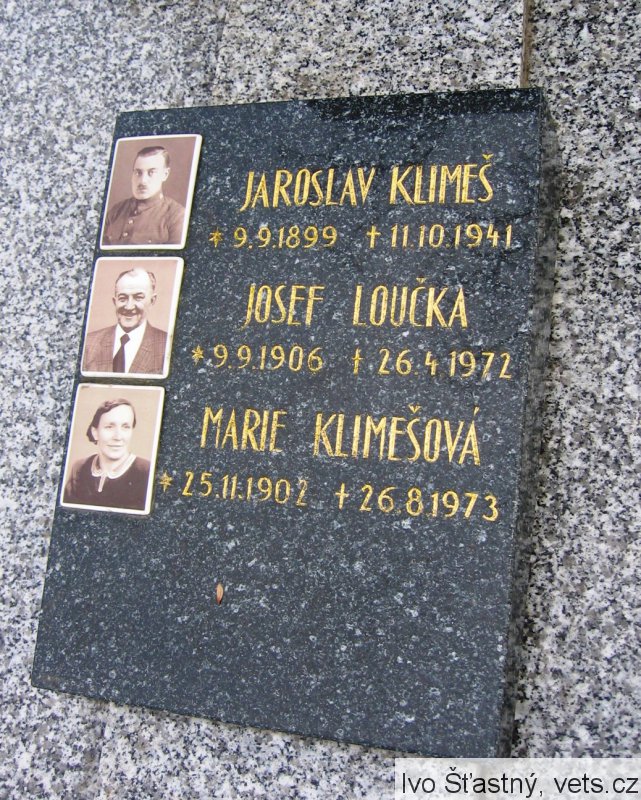 JAROSLAV KLIMEŠ
* 9.9.1899 † 11.10.1941
JOSEF LOUČKA
* 9.9.1906 † 26.4.1972
MARIE KLIMEŠOVÁ
* 25.11.1902 † 26.8.1973
Ivo Šťastný, vets.cz